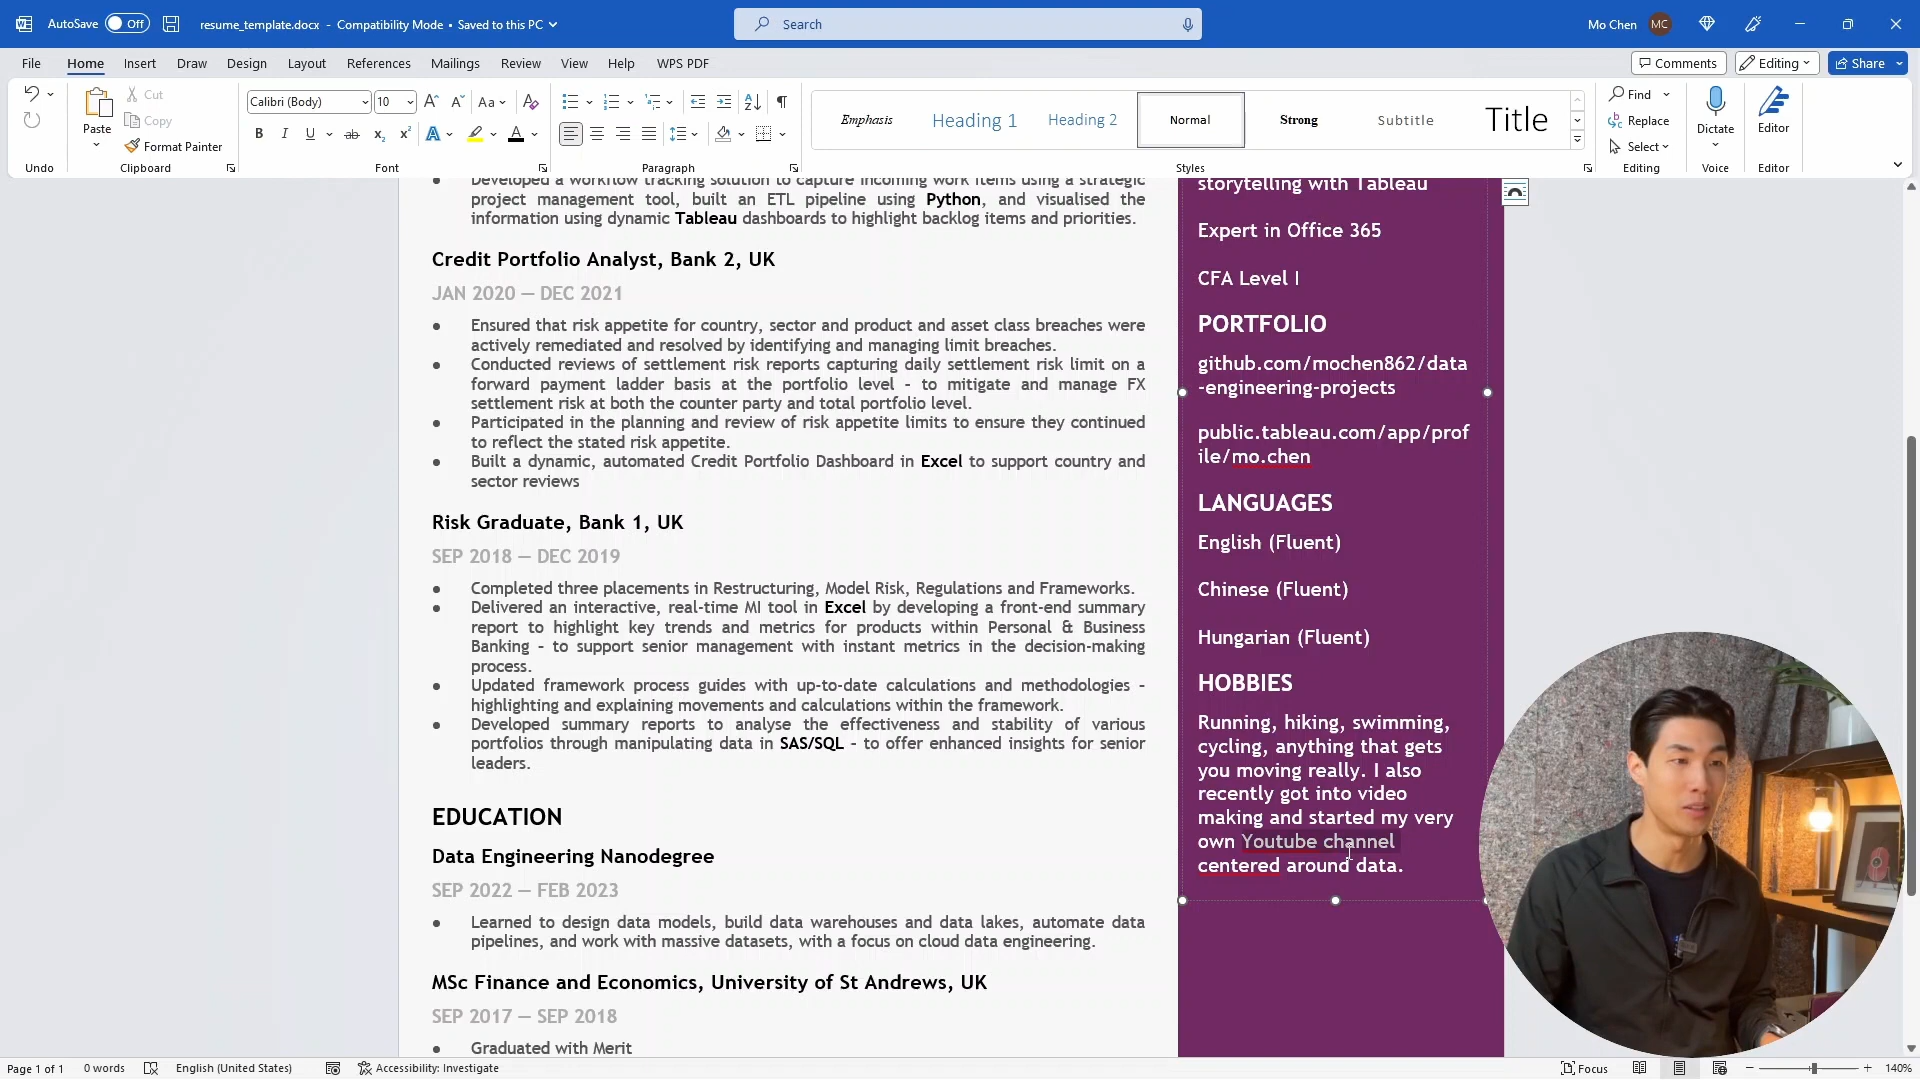 AutoSave Off resume_template.docx - Compatibility Mode • Saved to this PC Search Mo Chen MC
File Home Insert Draw Design Layout References Mailings Review View Help WPS PDF Comments Editing Share
Paste
Cut
Copy
Format Painter
Calibri (Body) 10
Emphasis Heading 1 Heading 2 Normal Strong Subtitle Title
Find
Replace
Select
Dictate
Editor
Undo Clipboard Font Paragraph Styles Editing Voice Editor
Developed a workflow tracking solution to capture incoming work items using a strategic
project management tool, built an ETL pipeline using Python, and visualised the
information using dynamic Tableau dashboards to highlight backlog items and priorities.
Credit Portfolio Analyst, Bank 2, UK
JAN 2020 — DEC 2021
● Ensured that risk appetite for country, sector and product and asset class breaches were
actively remediated and resolved by identifying and managing limit breaches.
● Conducted reviews of settlement risk reports capturing daily settlement risk limit on a
forward payment ladder basis at the portfolio level – to mitigate and manage FX
settlement risk at both the counter party and total portfolio level.
● Participated in the planning and review of risk appetite limits to ensure they continued
to reflect the stated risk appetite.
● Built a dynamic, automated Credit Portfolio Dashboard in Excel to support country and
sector reviews
Risk Graduate, Bank 1, UK
SEP 2018 — DEC 2019
● Completed three placements in Restructuring, Model Risk, Regulations and Frameworks.
● Delivered an interactive, real-time MI tool in Excel by developing a front-end summary
report to highlight key trends and metrics for products within Personal & Business
Banking – to support senior management with instant metrics in the decision-making
process.
● Updated framework process guides with up-to-date calculations and methodologies –
highlighting and explaining movements and calculations within the framework.
● Developed summary reports to analyse the effectiveness and stability of various
portfolios through manipulating data in SAS/SQL – to offer enhanced insights for senior
leaders.
EDUCATION
Data Engineering Nanodegree
SEP 2022 — FEB 2023
● Learned to design data models, build data warehouses and data lakes, automate data
pipelines, and work with massive datasets, with a focus on cloud data engineering.
MSc Finance and Economics, University of St Andrews, UK
SEP 2017 — SEP 2018
● Graduated with Merit
storytelling with Tableau
Expert in Office 365
CFA Level I
PORTFOLIO
github.com/mochen862/data
-engineering-projects
public.tableau.com/app/prof
ile/mo.chen
LANGUAGES
English (Fluent)
Chinese (Fluent)
Hungarian (Fluent)
HOBBIES
Running, hiking, swimming,
cycling, anything that gets
you moving really. I also
recently got into video
making and started my very
own Youtube channel
centered around data.
Page 1 of 1 0 words English (United States) Accessibility: Investigate Focus 140%